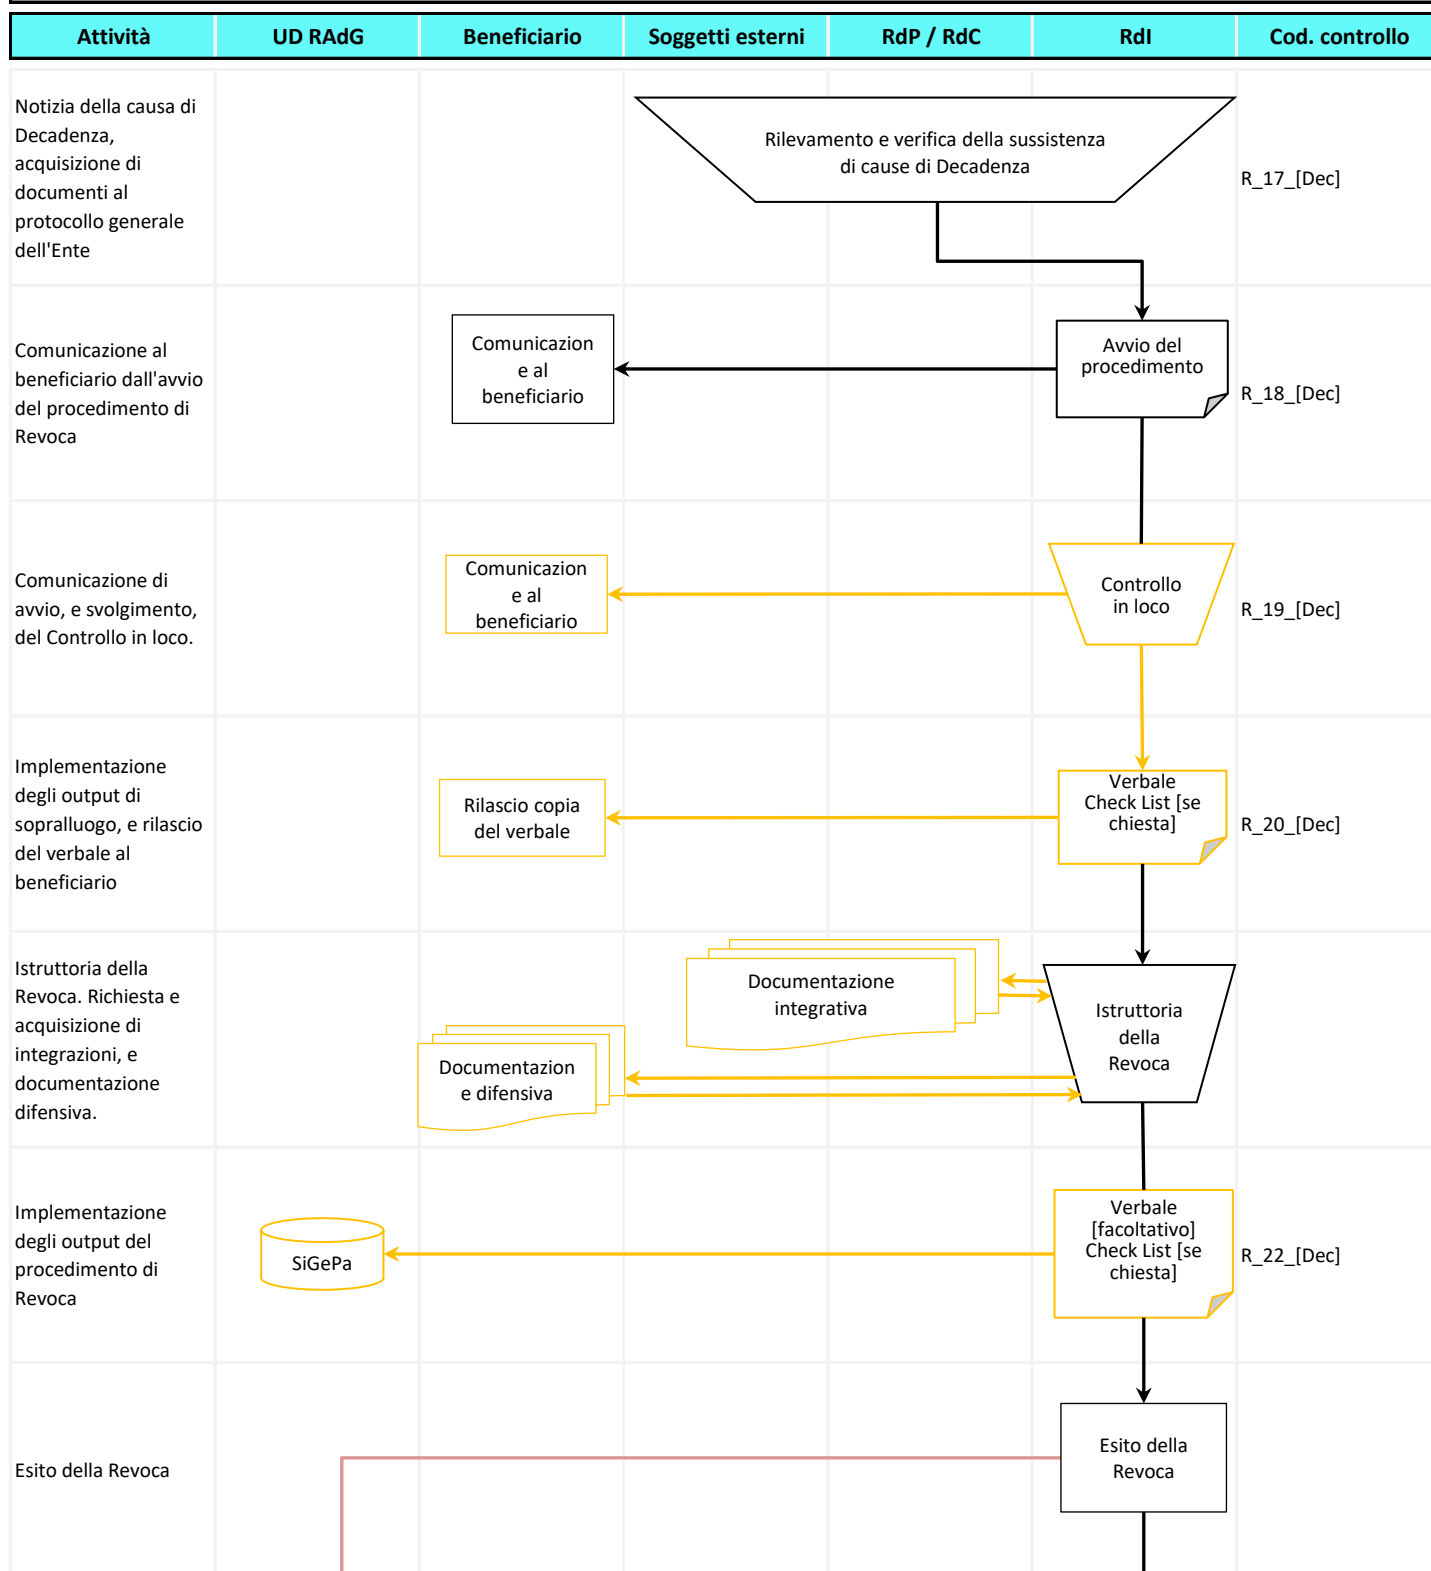 Attività UD RAdG Beneficiario Soggetti esterni RdP / RdC RdI Cod. controllo
Notizia della causa di
Decadenza,
acquisizione di
documenti al
protocollo generale
dell'Ente
Rilevamento e verifica della sussistenza
di cause di Decadenza
R_17_[Dec]
Comunicazione al
beneficiario dall'avvio
del procedimento di
Revoca
Comunicazion
e al
beneficiario
Avvio del
procedimento
R_18_[Dec]
Comunicazione di
avvio, e svolgimento,
del Controllo in loco.
Comunicazion
e al
beneficiario
Controllo
in loco
R_19_[Dec]
Implementazione
degli output di
sopralluogo, e rilascio
del verbale al
beneficiario
Rilascio copia
del verbale
Verbale
Check List [se
chiesta]
R_20_[Dec]
Istruttoria della
Revoca. Richiesta e
acquisizione di
integrazioni, e
documentazione
difensiva.
Documentazion
e difensiva
Documentazione
integrativa
Istruttoria
della
Revoca
Implementazione
degli output del
procedimento di
Revoca
SiGePa
Verbale
[facoltativo]
Check List [se
chiesta]
R_22_[Dec]
Esito della Revoca
Esito della
Revoca